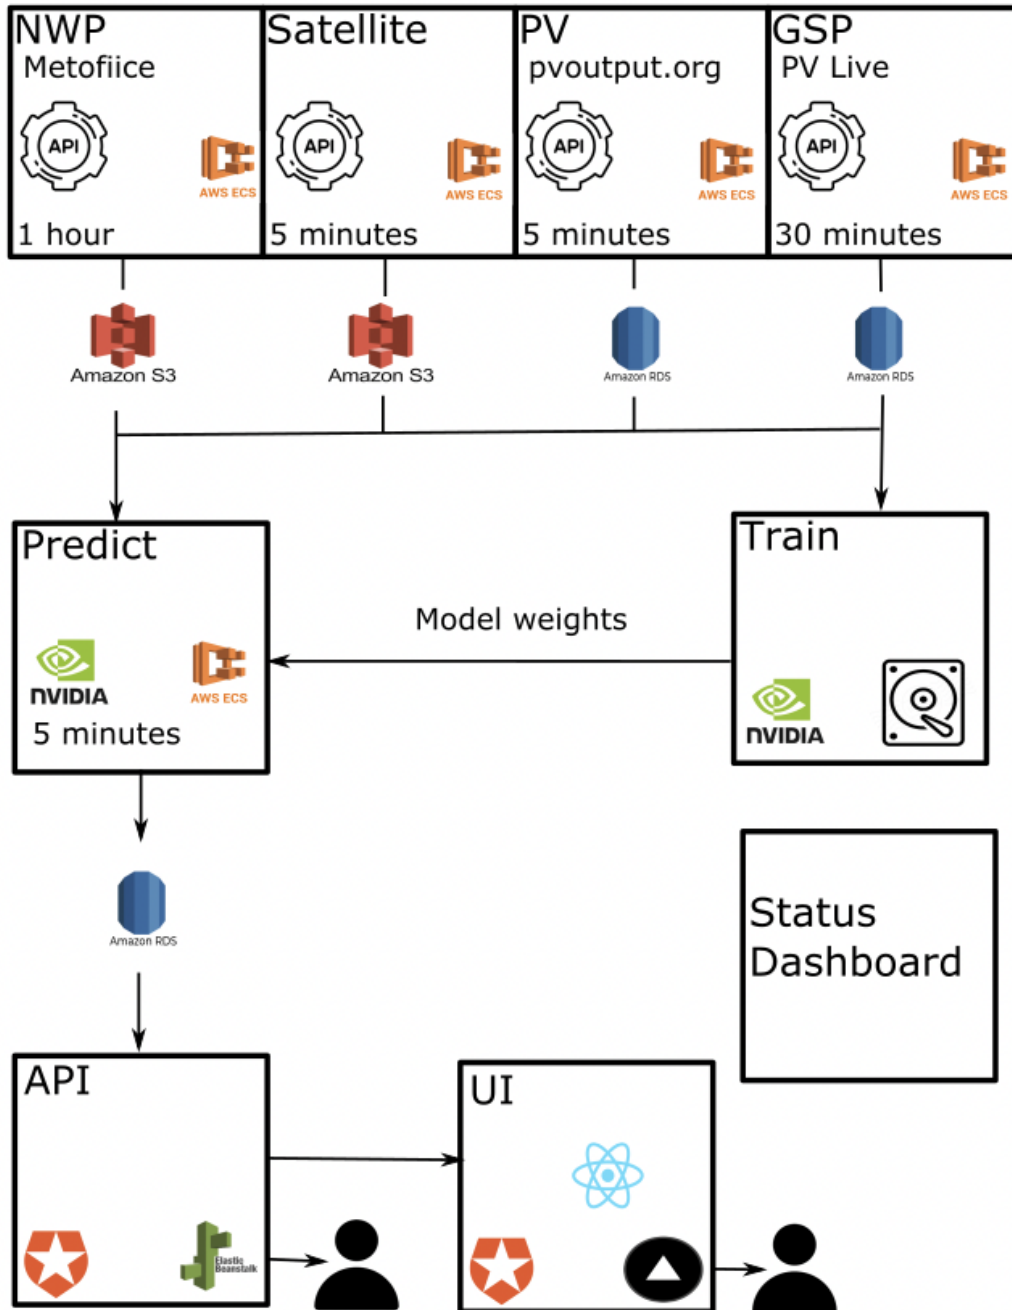 NWP
Metofiice
API
AWS ECS
1 hour
Satellite
API
AWS ECS
5 minutes
PV
pvoutput.org
API
AWS ECS
5 minutes
GSP
PV Live
API
AWS ECS
30 minutes
Amazon S3
Amazon S3
Amazon RDS
Amazon RDS
Predict
NVIDIA
AWS ECS
5 minutes
Model weights
Train
NVIDIA
Amazon RDS
Status
Dashboard
API
Elastic
Beanstalk
UI